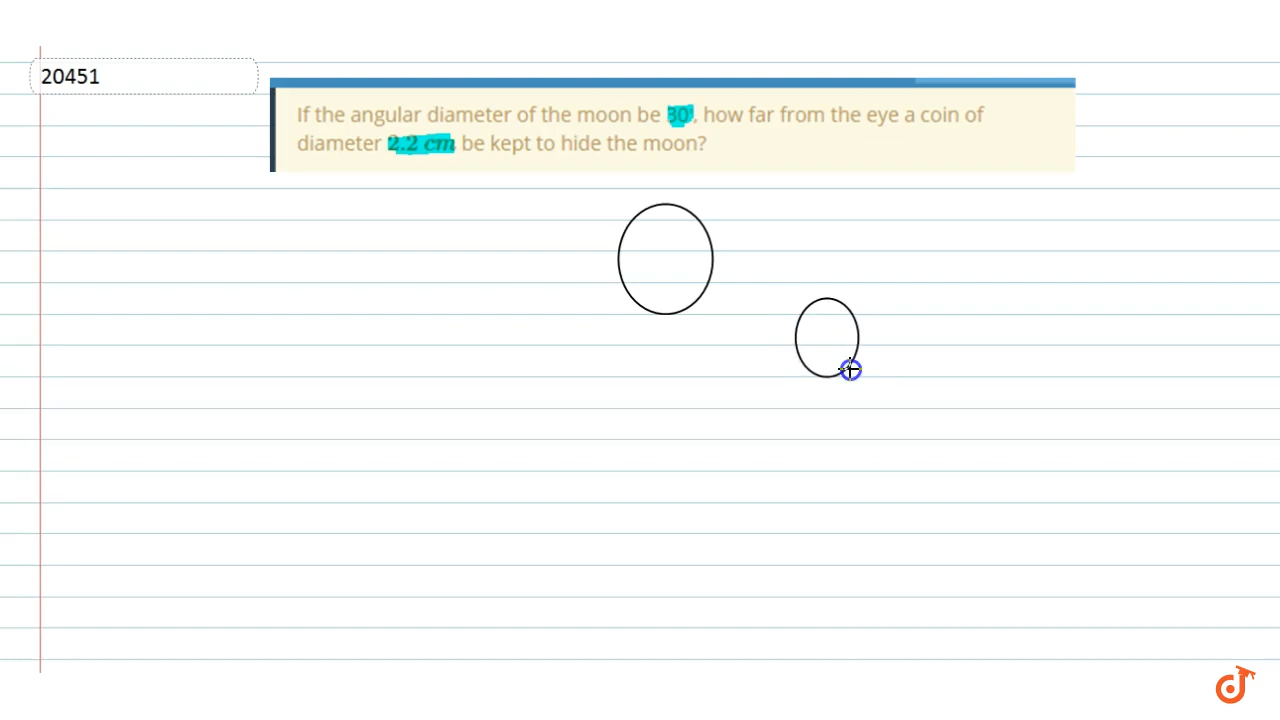 20451
If the angular diameter of the moon be 30', how far from the eye a coin of
diameter 2.2 cm be kept to hide the moon?